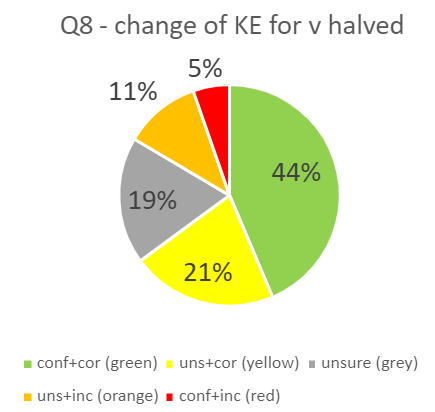 Q8 - change of KE for v halved
5%
11%
44%
19%
21%
conf+cor (green) uns+cor (yellow) unsure (grey)
uns+inc (orange) conf+inc (red)